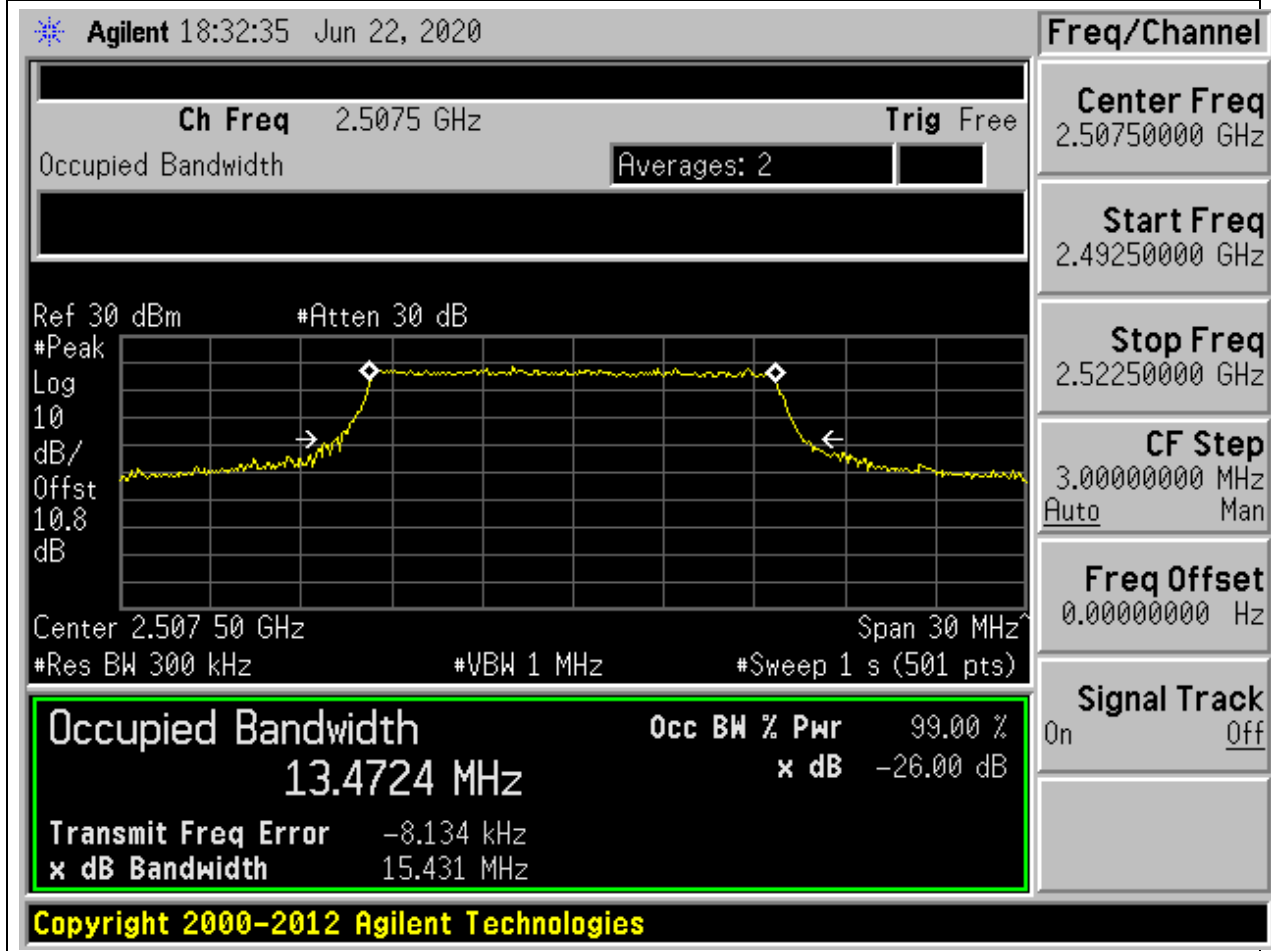 Agilent 18:32:35 Jun 22, 2020
Ch Freq 2.5075 GHz Trig Free
Occupied Bandwidth Averages: 2
Ref 30 dBm #Atten 30 dB
#Peak
Log
10
dB/
Offst
10.8
dB
Center 2.507 50 GHz Span 30 MHz^
#Res BW 300 kHz #VBW 1 MHz #Sweep 1 s (501 pts)
Occupied Bandwidth Occ BW % Pwr 99.00 %
13.4724 MHz x dB -26.00 dB
Transmit Freq Error -8.134 kHz
x dB Bandwidth 15.431 MHz
Copyright 2000-2012 Agilent Technologies
Freq/Channel
Center Freq
2.50750000 GHz
Start Freq
2.49250000 GHz
Stop Freq
2.52250000 GHz
CF Step
3.00000000 MHz
Auto Man
Freq Offset
0.00000000 Hz
Signal Track
On Off